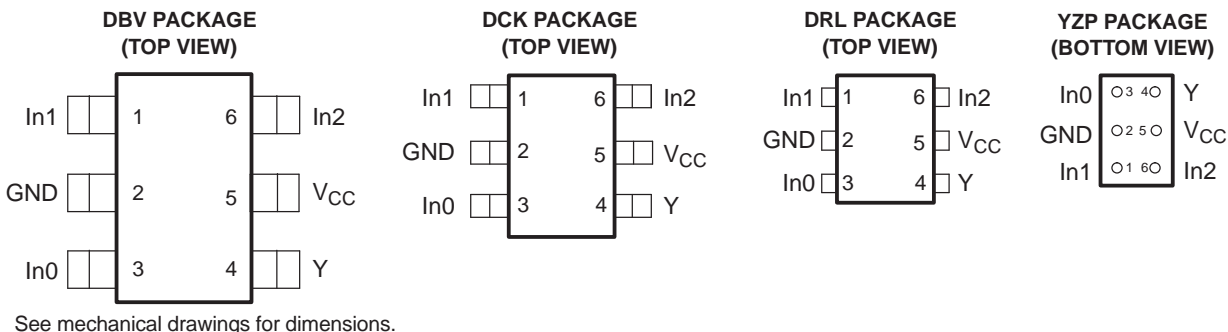 DBV PACKAGE
(TOP VIEW)
In1 1 6 In2
GND 2 5 VCC
In0 3 4 Y
DCK PACKAGE
(TOP VIEW)
In1 1 6 In2
GND 2 5 VCC
In0 3 4 Y
DRL PACKAGE
(TOP VIEW)
In1 1 6 In2
GND 2 5 VCC
In0 3 4 Y
YZP PACKAGE
(BOTTOM VIEW)
In0 3 4 Y
GND 2 5 VCC
In1 1 6 In2
See mechanical drawings for dimensions.